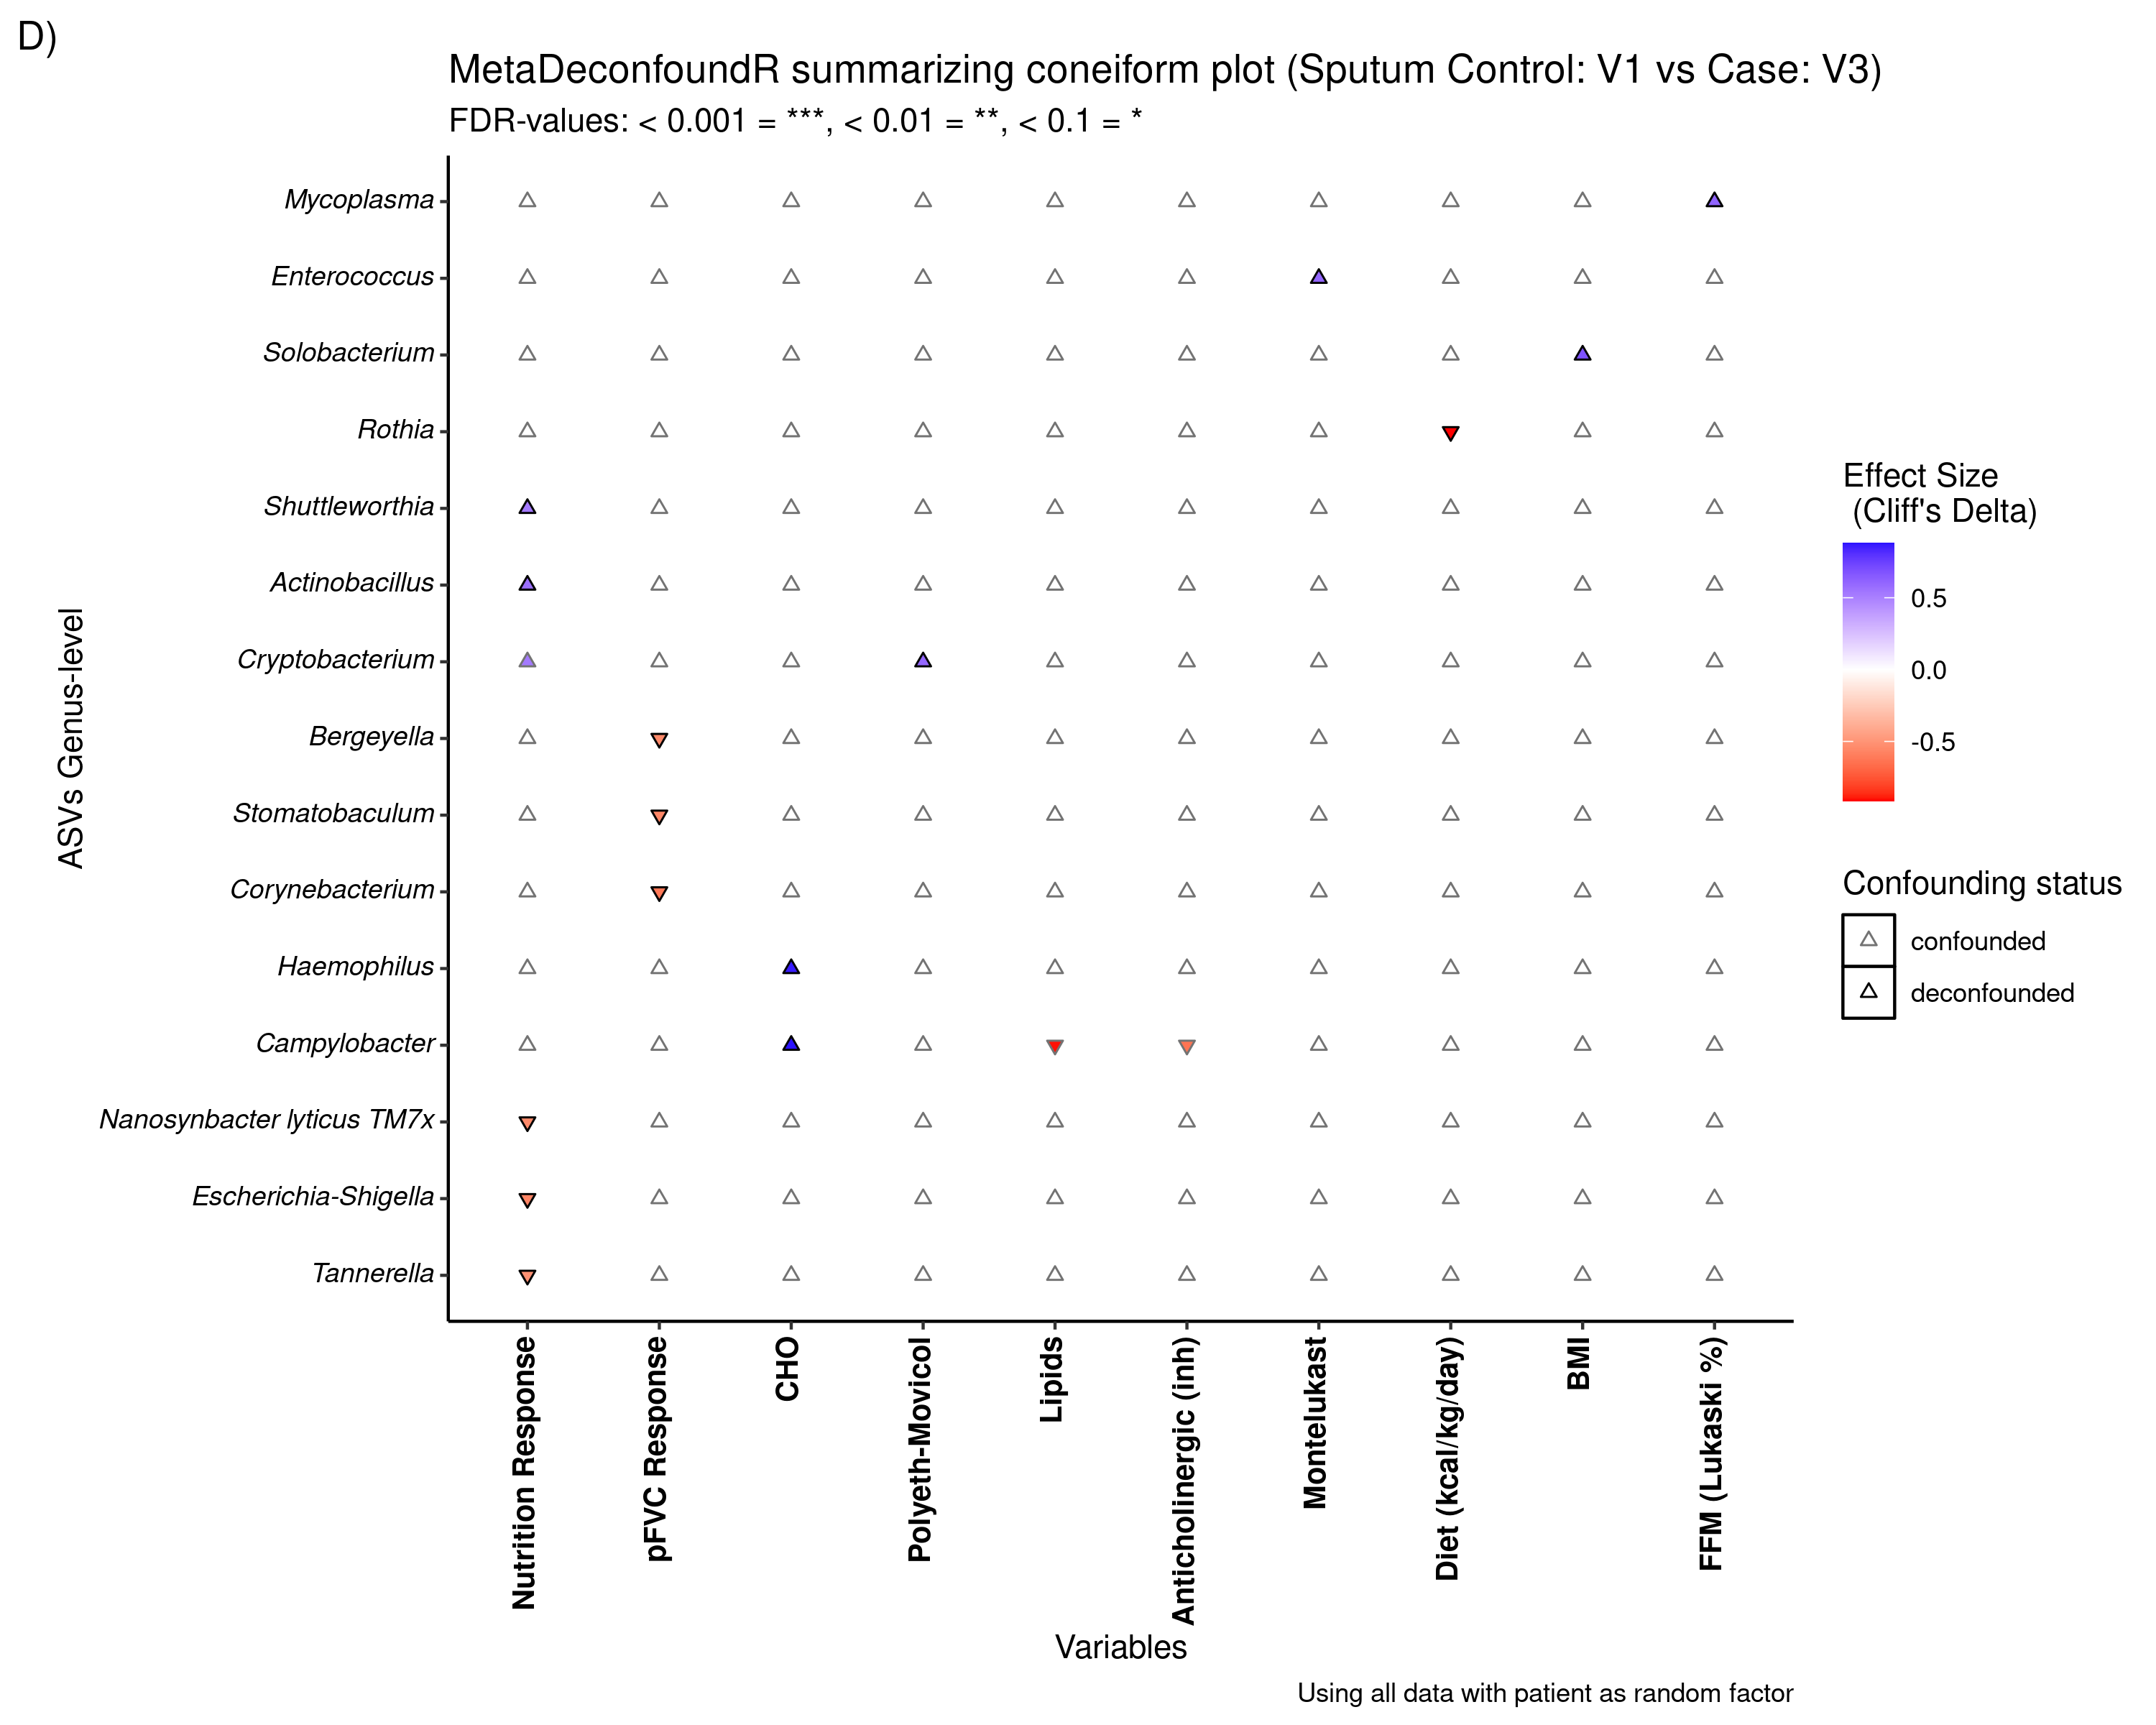 D)
MetaDeconfoundR summarizing coneiform plot (Sputum Control: V1 vs Case: V3)
FDR-values: < 0.001 = ***, < 0.01 = **, < 0.1 = *
ASVs Genus-level
Mycoplasma
Enterococcus
Solobacterium
Rothia
Shuttleworthia
Actinobacillus
Cryptobacterium
Bergeyella
Stomatobaculum
Corynebacterium
Haemophilus
Campylobacter
Nanosynbacter lyticus TM7x
Escherichia-Shigella
Tannerella
Nutrition Response
pFVC Response
CHO
Polyeth-Movicol
Lipids
Anticholinergic (inh)
Montelukast
Diet (kcal/kg/day)
BMI
FFM (Lukaski %)
Variables
Effect Size
(Cliff's Delta)
0.5
0.0
-0.5
Confounding status
confounded
deconfounded
Using all data with patient as random factor